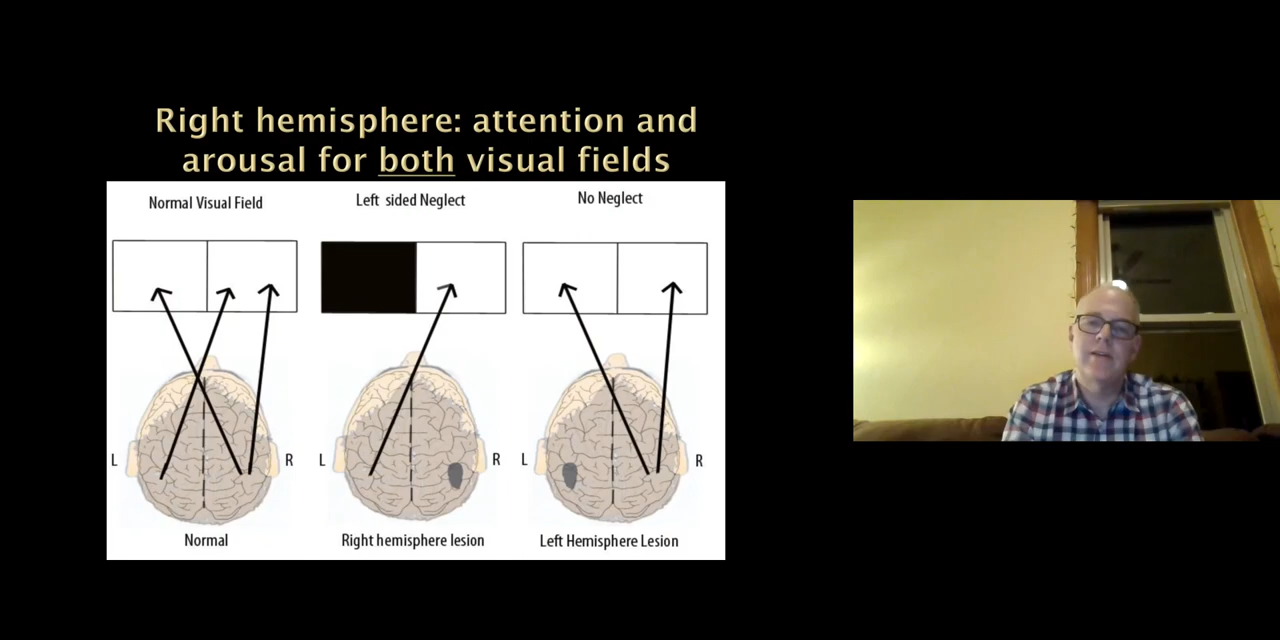 Right hemisphere: attention and
arousal for both visual fields
Normal Visual Field
Left sided Neglect
No Neglect
L
R
L
R
L
R
Normal
Right hemisphere lesion
Left Hemisphere Lesion